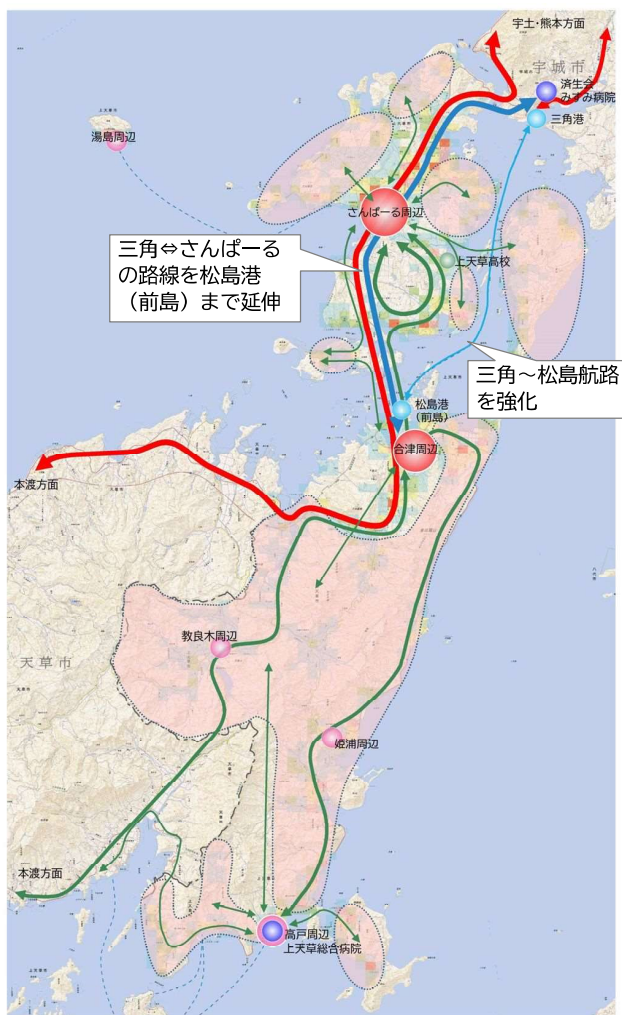 宇土・熊本方面
宇城市
済生会
みすみ病院
三角港
湯島周辺
さんぱーる周辺
上天草高校
三角⇔さんぱーる
の路線を松島港
（前島）まで延伸
三角～松島航路
を強化
松島港
（前島）
合津周辺
本渡方面
教良木周辺
天草市
姫浦周辺
本渡方面
高戸周辺
上天草総合病院